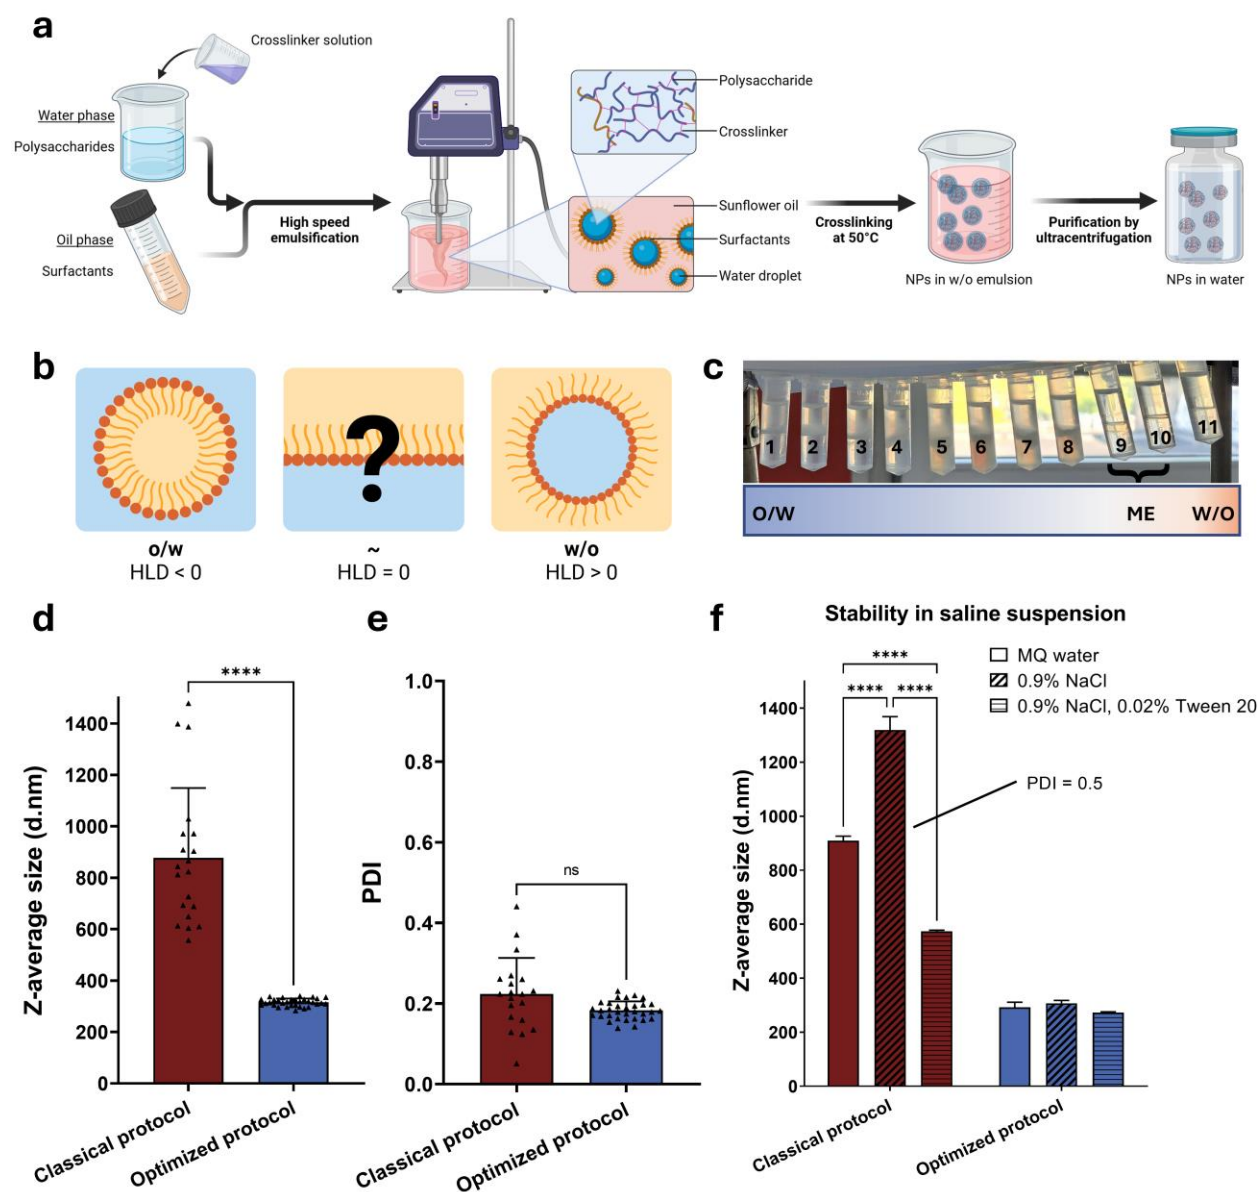 a
Crosslinker solution
Water phase
Polysaccharides
Oil phase
Surfactants
High speed
emulsification
Polysaccharide
Crosslinker
Sunflower oil
Surfactants
Water droplet
Crosslinking
at 50°C
NPs in w/o emulsion
Purification by
ultracentrifugation
NPs in water
b
?
o/w
HLD < 0
~
HLD = 0
w/o
HLD > 0
c
1 2 3 4 5 6 7 8 9 10 11
O/W ME W/O
d
Z-average size (d.nm)
1400
1200
1000
800
600
400
200
0
****
Classical protocol
Optimized protocol
e
PDI
1.0
0.8
0.6
0.4
0.2
0.0
ns
Classical protocol
Optimized protocol
f
Stability in saline suspension
MQ water
0.9% NaCl
0.9% NaCl, 0.02% Tween 20
****
**** ****
PDI = 0.5
Z-average size (d.nm)
1400
1200
1000
800
600
400
200
0
Classical protocol
Optimized protocol